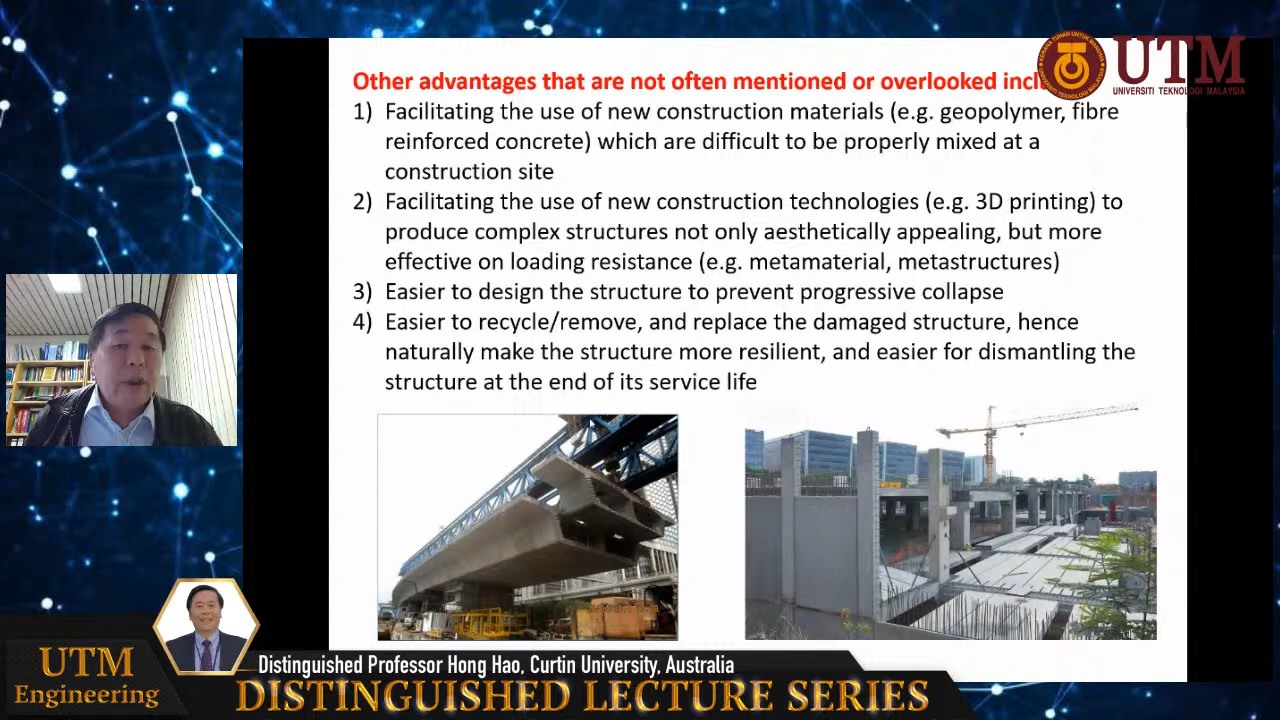 Other advantages that are not often mentioned or overlooked incl
1) Facilitating the use of new construction materials (e.g. geopolymer, fibre
reinforced concrete) which are difficult to be properly mixed at a
construction site
2) Facilitating the use of new construction technologies (e.g. 3D printing) to
produce complex structures not only aesthetically appealing, but more
effective on loading resistance (e.g. metamaterial, metastructures)
3) Easier to design the structure to prevent progressive collapse
4) Easier to recycle/remove, and replace the damaged structure, hence
naturally make the structure more resilient, and easier for dismantling the
structure at the end of its service life
UTM
UNIVERSITI TEKNOLOGI MALAYSIA
UTM
Engineering
Distinguished Professor Hong Hao, Curtin University, Australia
DISTINGUISHED LECTURE SERIES